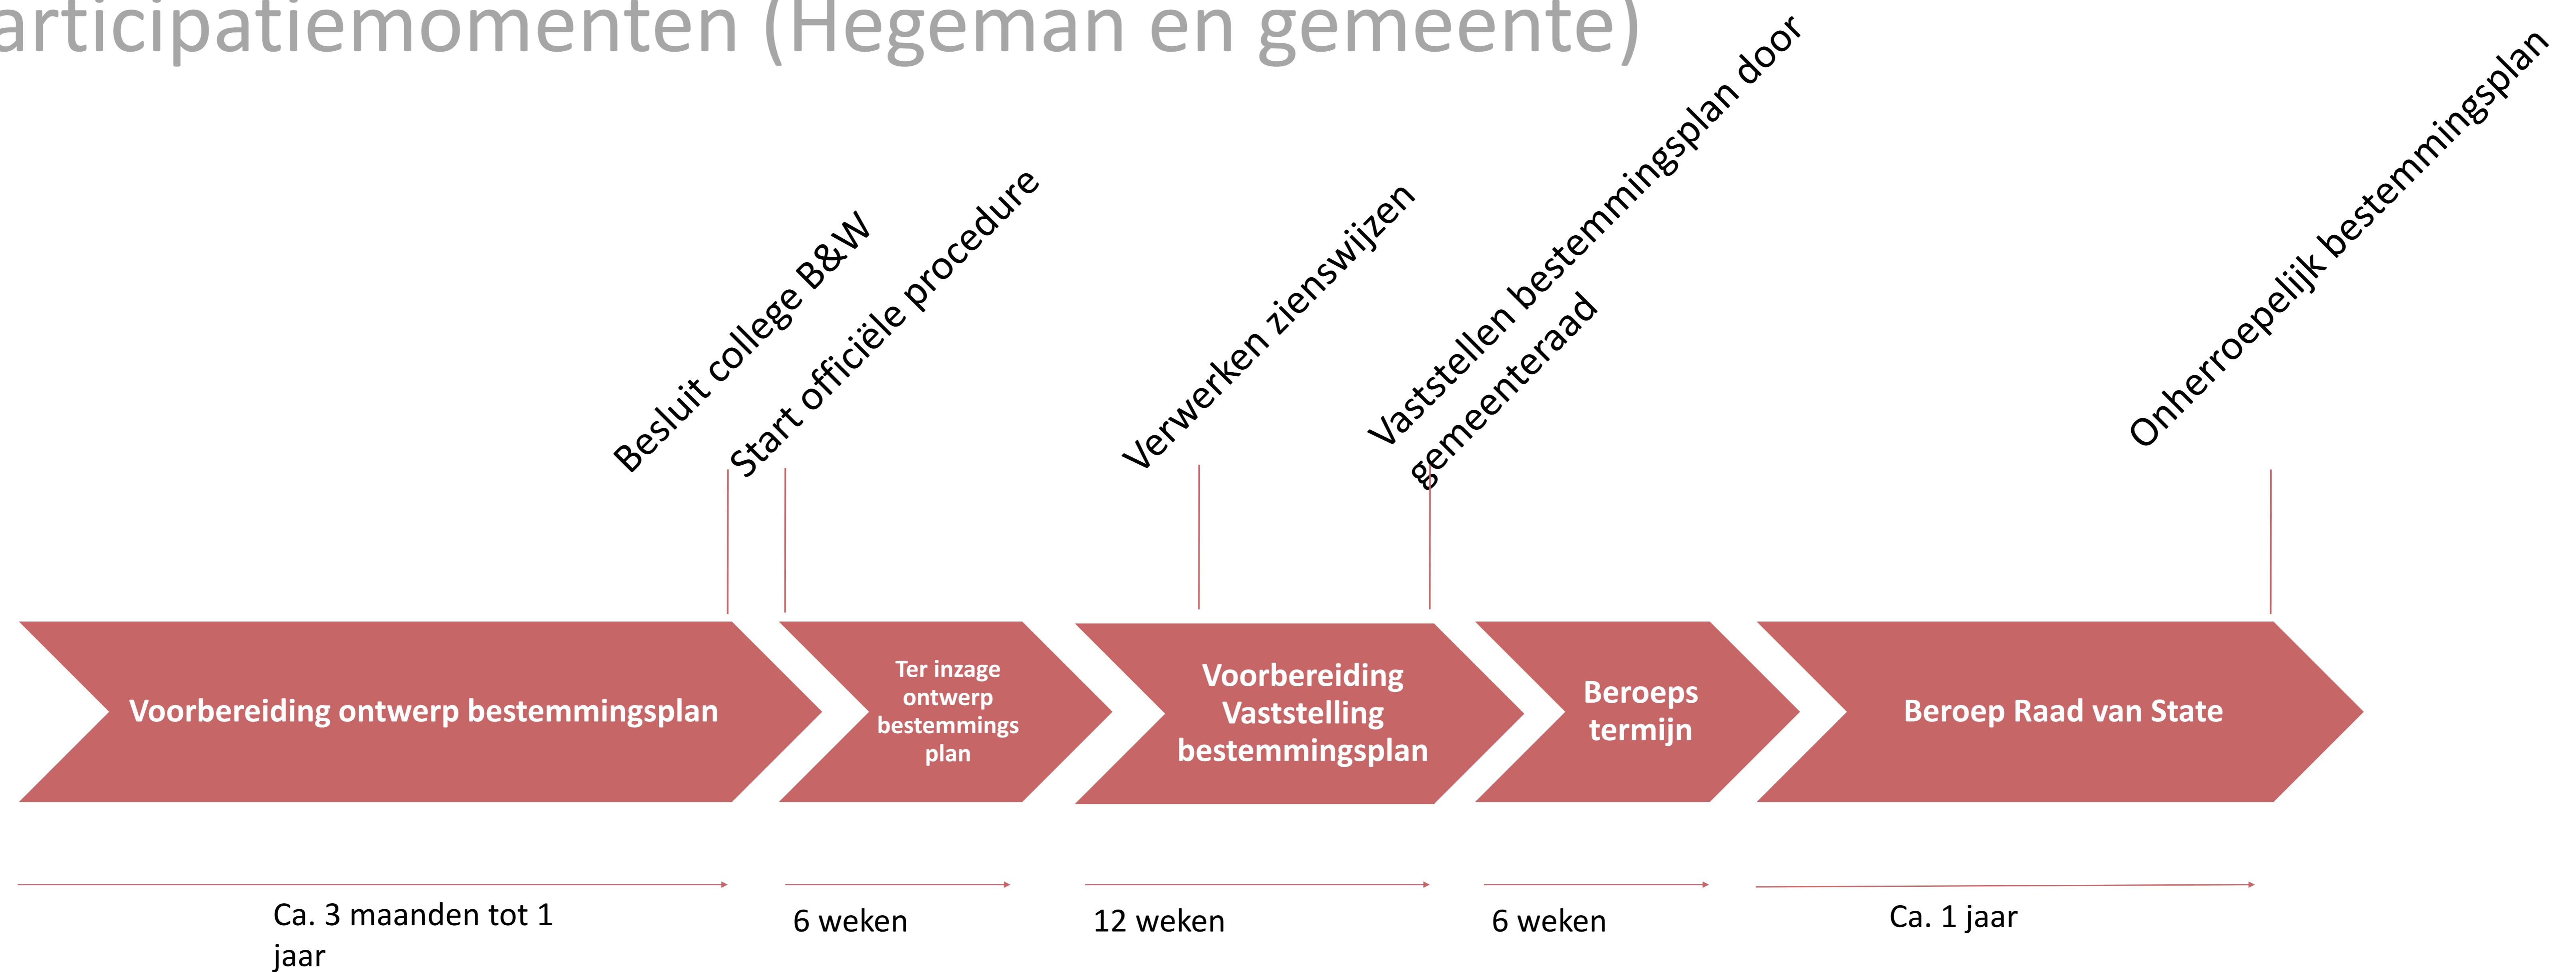 articipatiemomenten (Hegeman en gemeente)
Besluit college B&W
Start officiële procedure
Verwerken zienswijzen
Vaststellen bestemmingsplan door
gemeenteraad
Onherroepelijk bestemmingsplan
Voorbereiding ontwerp bestemmingsplan
Ter inzage
ontwerp
bestemmings
plan
Voorbereiding
Vaststelling
bestemmingsplan
Beroeps
termijn
Beroep Raad van State
Ca. 3 maanden tot 1
jaar
6 weken
12 weken
6 weken
Ca. 1 jaar